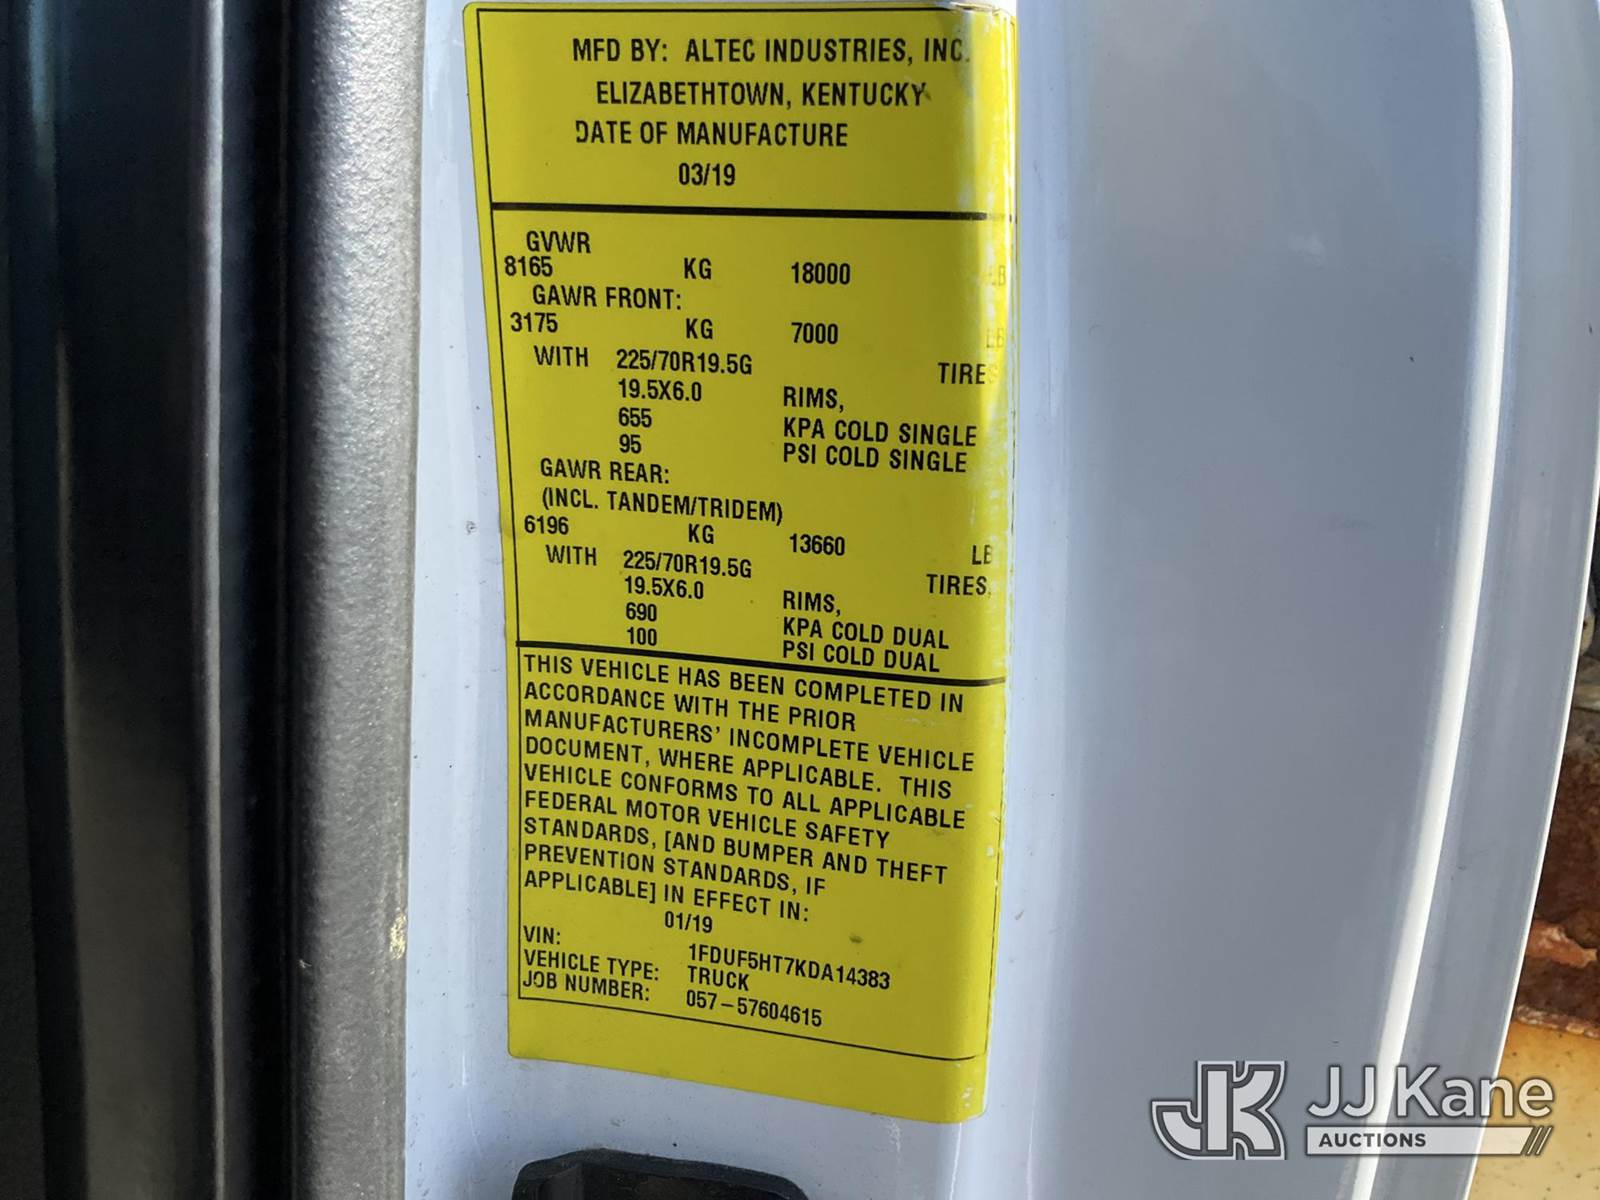 MFD BY: ALTEC INDUSTRIES, INC.
ELIZABETHTOWN, KENTUCKY
DATE OF MANUFACTURE
03/19
GVWR
8165 KG 18000 LB
GAWR FRONT:
3175 KG 7000 LB
WITH 225/70R19.5G TIRES
19.5X6.0 RIMS,
655 KPA COLD SINGLE
95 PSI COLD SINGLE
GAWR REAR:
(INCL. TANDEM/TRIDEM)
6196 KG 13660 LB
WITH 225/70R19.5G TIRES,
19.5X6.0 RIMS,
690 KPA COLD DUAL
100 PSI COLD DUAL
THIS VEHICLE HAS BEEN COMPLETED IN
ACCORDANCE WITH THE PRIOR
MANUFACTURERS' INCOMPLETE VEHICLE
DOCUMENT, WHERE APPLICABLE. THIS
VEHICLE CONFORMS TO ALL APPLICABLE
FEDERAL MOTOR VEHICLE SAFETY
STANDARDS, [AND BUMPER AND THEFT
PREVENTION STANDARDS, IF
APPLICABLE] IN EFFECT IN:
01/19
VIN: 1FDUF5HT7KDA14383
VEHICLE TYPE: TRUCK
JOB NUMBER: 057-57604615
JK JJ Kane
AUCTIONS